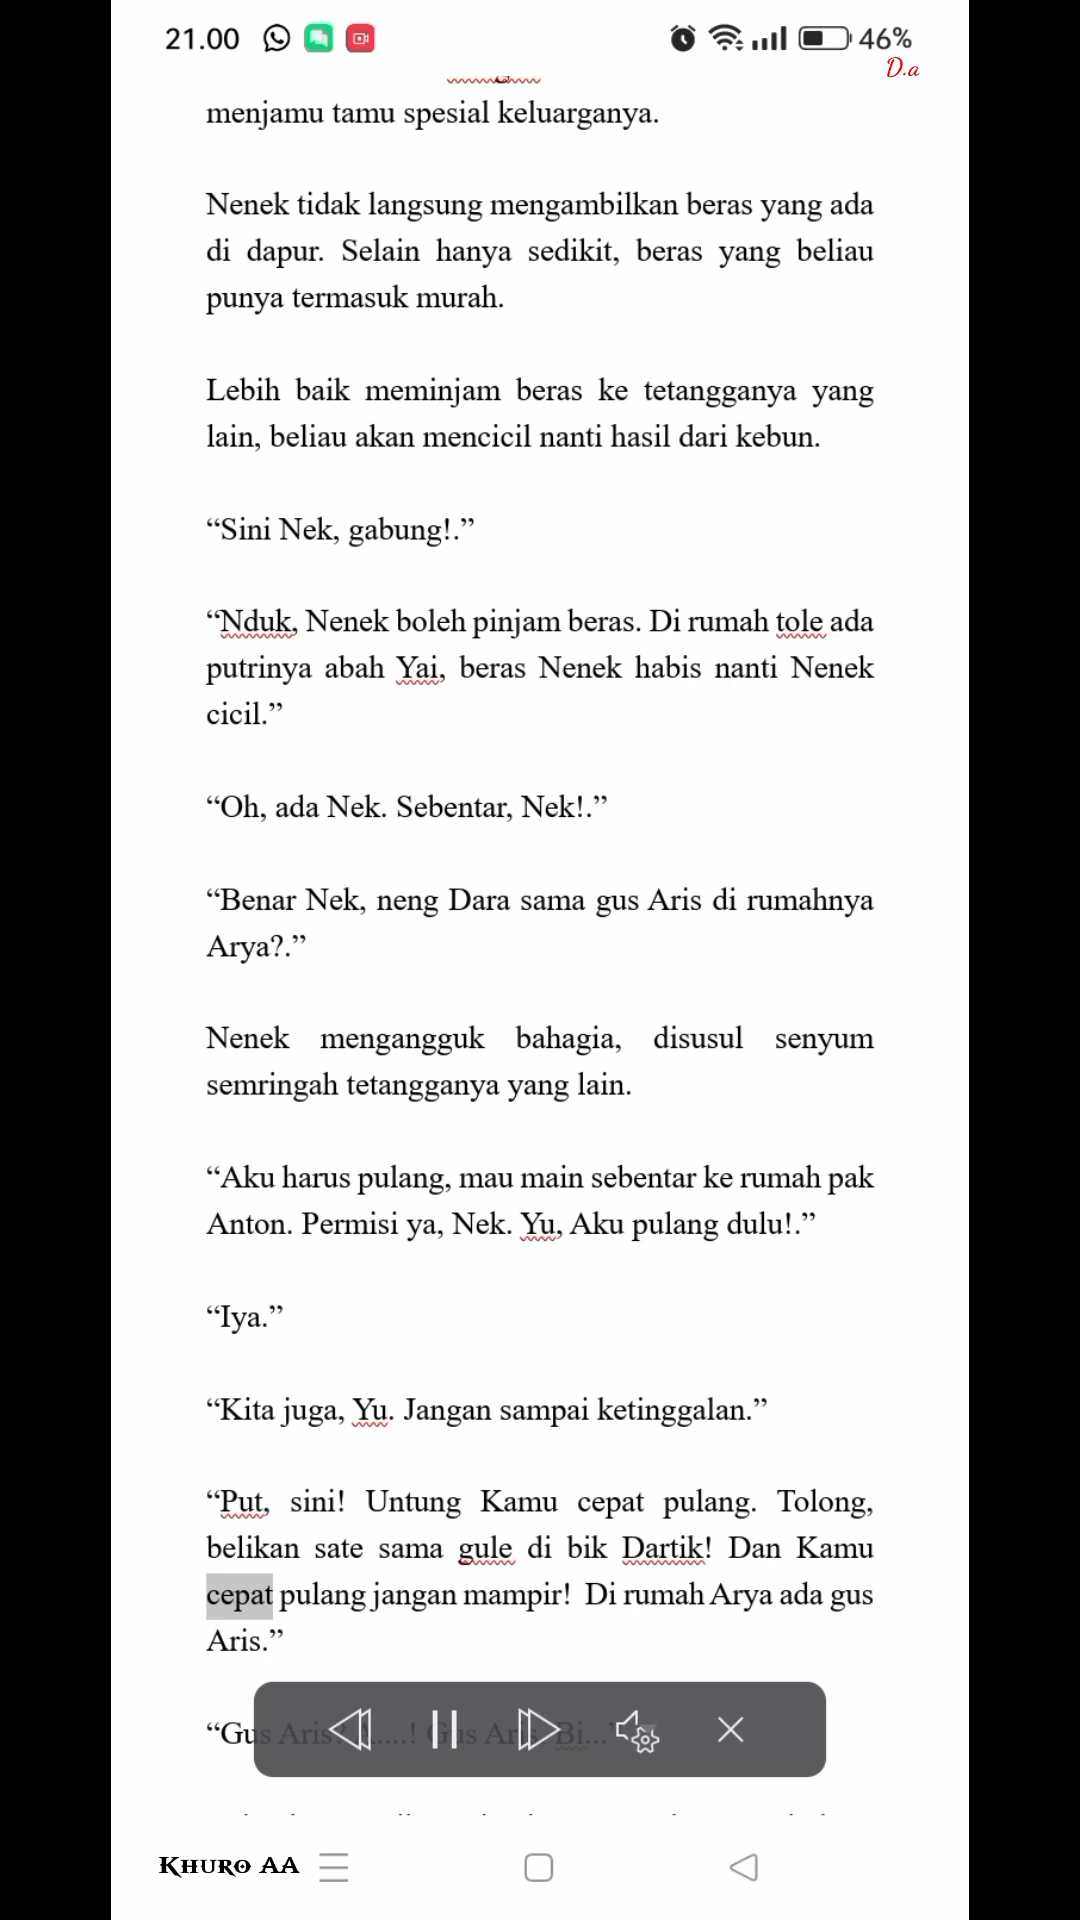 21.00
46%
D.a
menjamu tamu spesial keluarganya.
Nenek tidak langsung mengambilkan beras yang ada
di dapur. Selain hanya sedikit, beras yang beliau
punya termasuk murah.
Lebih baik meminjam beras ke tetangganya yang
lain, beliau akan mencicil nanti hasil dari kebun.
“Sini Nek, gabung!.”
“Nduk, Nenek boleh pinjam beras. Di rumah tole ada
putrinya abah Yai, beras Nenek habis nanti Nenek
cicil.”
“Oh, ada Nek. Sebentar, Nek!.”
“Benar Nek, neng Dara sama gus Aris di rumahnya
Arya?.”
Nenek mengangguk bahagia, disusul senyum
semringah tetangganya yang lain.
“Aku harus pulang, mau main sebentar ke rumah pak
Anton. Permisi ya, Nek. Yu, Aku pulang dulu!.”
“Iya.”
“Kita juga, Yu. Jangan sampai ketinggalan.”
“Put, sini! Untung Kamu cepat pulang. Tolong,
belikan sate sama gule di bik Dartik! Dan Kamu
cepat pulang jangan mampir! Di rumah Arya ada gus
Aris.”
“Gus Aris? A....! Gus Aris. Bi...”
KHURO AA